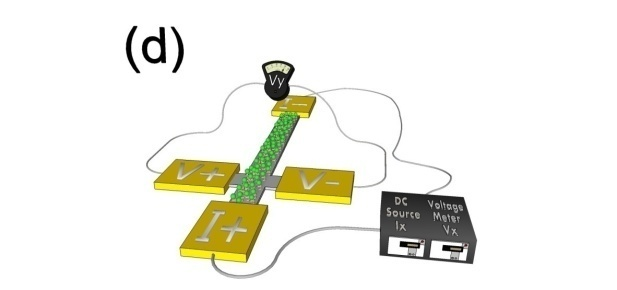 (d)
Vy
I-
V+
V-
I+
DC Source Ix
Voltage Meter Vx